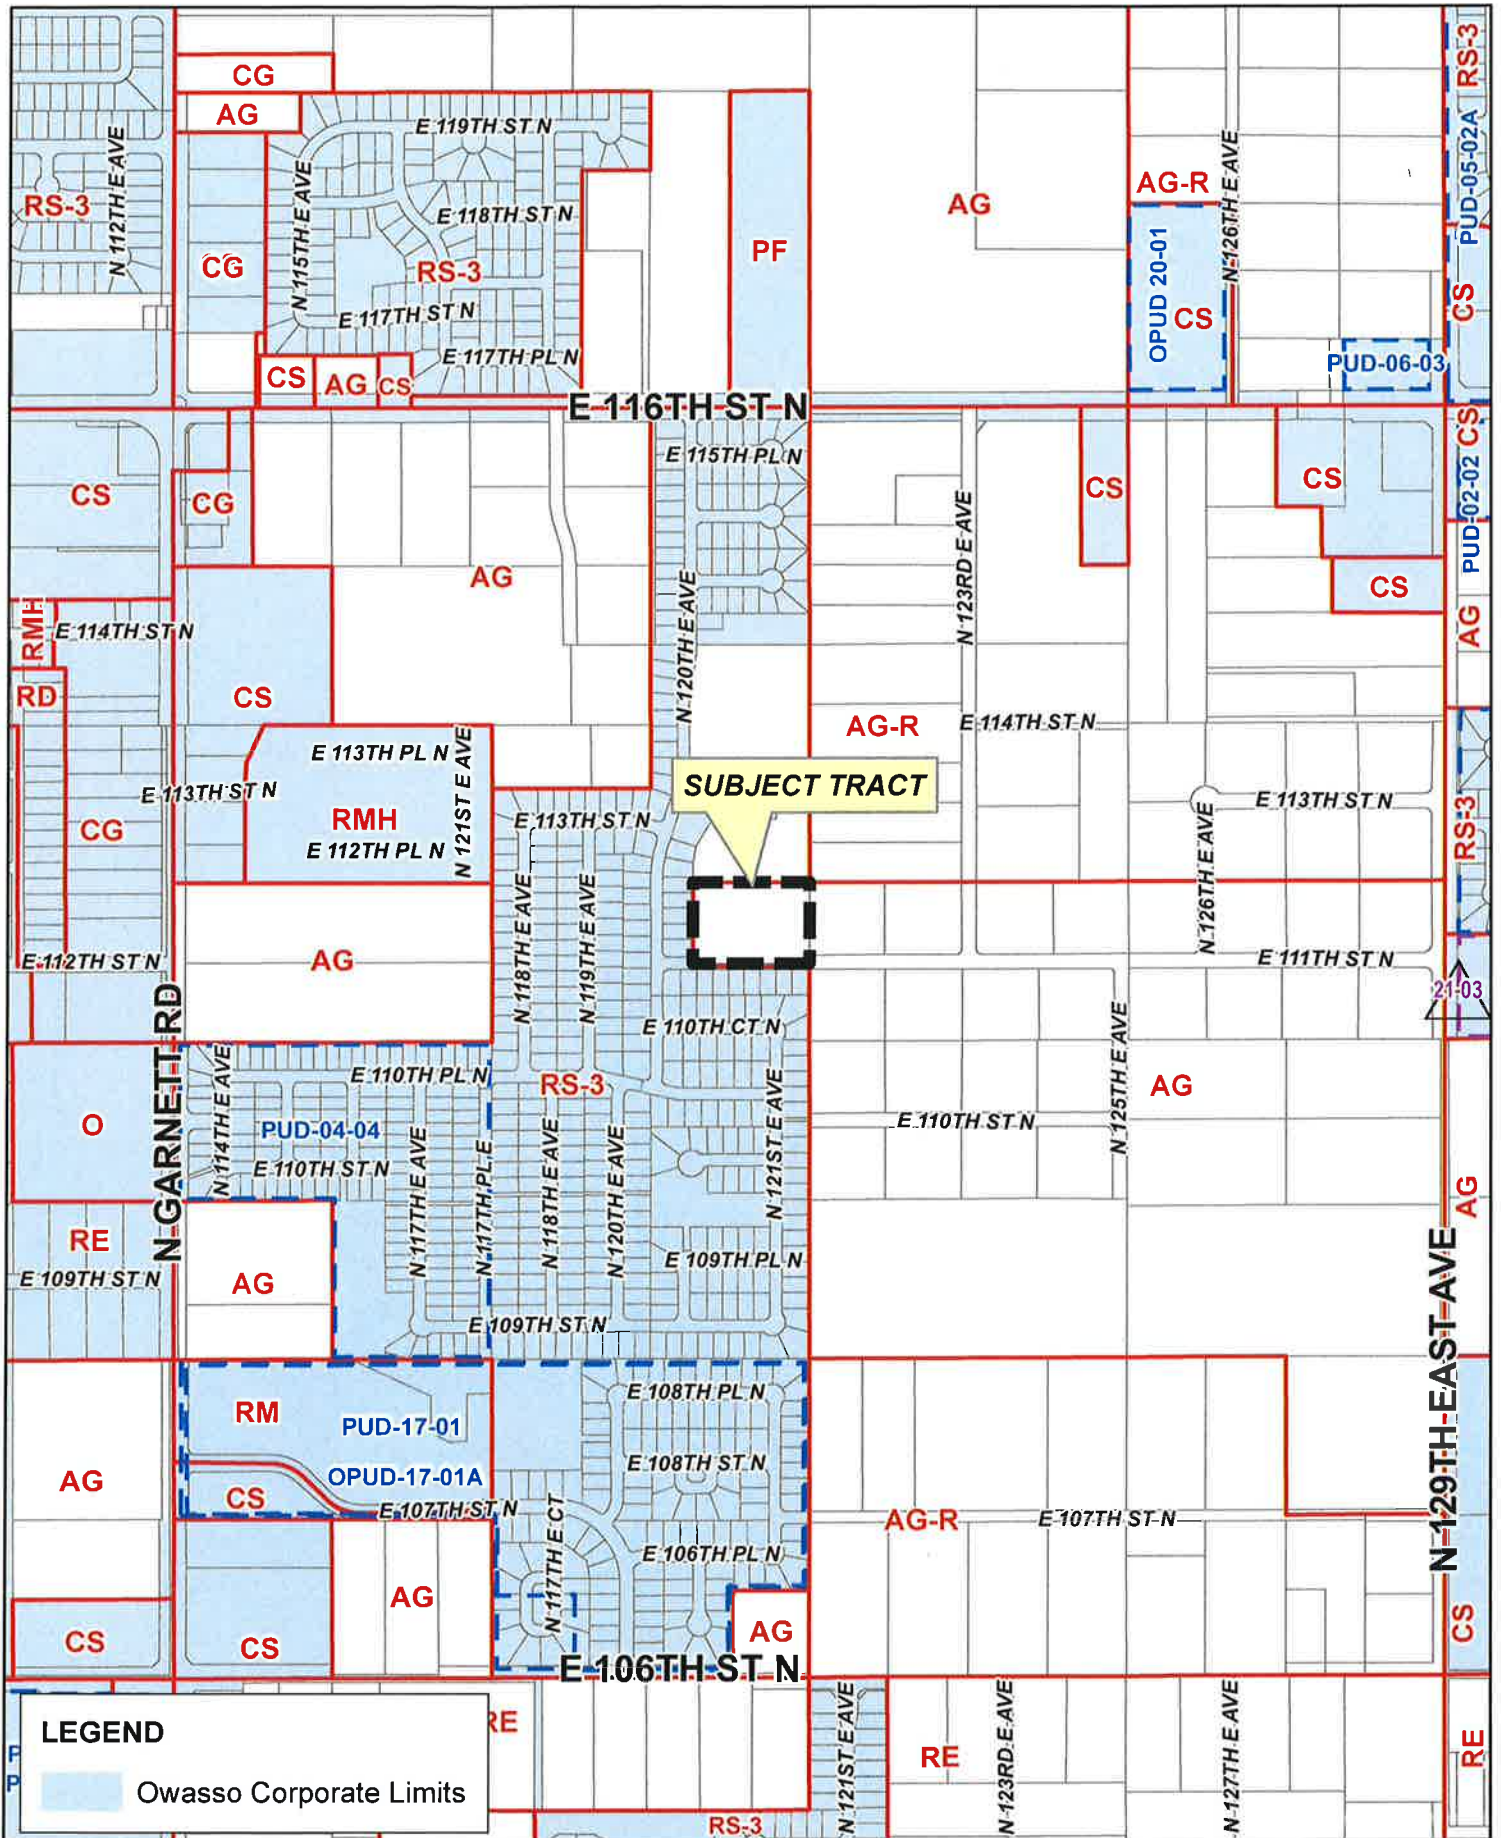 CG
AG
E 119TH ST N
N 112TH E AVE
RS-3
N 115TH E AVE
E 118TH ST N
CG
RS-3
E 117TH ST N
E 117TH PL N
CS
AG
CS
PF
AG
AG-R
N 126TH E AVE
OPUD 20-01
CS
PUD-06-03
RS-3
PUD-05-02A
CS
E 116TH ST N
CS
CG
E 115TH PL N
AG
N 120TH E AVE
N 123RD E AVE
CS
CS
CS
CS
PUD-02-02
AG
RMH
E 114TH ST N
RD
CS
AG-R
E 114TH ST N
E 113TH PL N
N 121ST E AVE
E 113TH ST N
RMH
E 112TH PL N
CG
SUBJECT TRACT
E 113TH ST N
E 113TH ST N
N 126TH E AVE
RS-3
N 118TH E AVE
N 119TH E AVE
E 112TH ST N
AG
E 111TH ST N
21-03
N GARNETT RD
E 110TH CT N
N 125TH E AVE
N 114TH E AVE
E 110TH PL N
RS-3
N 121ST E AVE
AG
O
PUD-04-04
E 110TH ST N
E 110TH ST N
N 117TH E AVE
N 117TH PL E
N 118TH E AVE
N 120TH E AVE
AG
RE
E 109TH ST N
AG
E 109TH PL N
E 109TH ST N
N 129TH EAST AVE
RM
PUD-17-01
OPUD-17-01A
E 108TH PL N
E 108TH ST N
AG
CS
E 107TH ST N
N 117TH E CT
E 106TH PL N
AG-R
E 107TH ST N
AG
CS
CS
AG
CS
E 106TH ST N
LEGEND
Owasso Corporate Limits
RE
P
P
N 121ST E AVE
RE
N 123RD E AVE
N 127TH E AVE
RE
RS-3